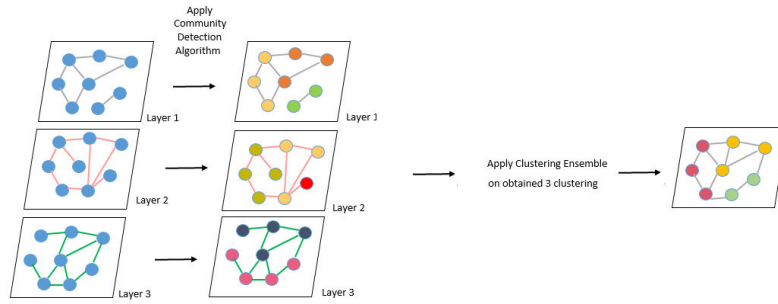 Apply
Community
Detection
Algorithm
Layer 1
Layer 1
Layer 2
Layer 2
Apply Clustering Ensemble
on obtained 3 clustering
Layer 3
Layer 3